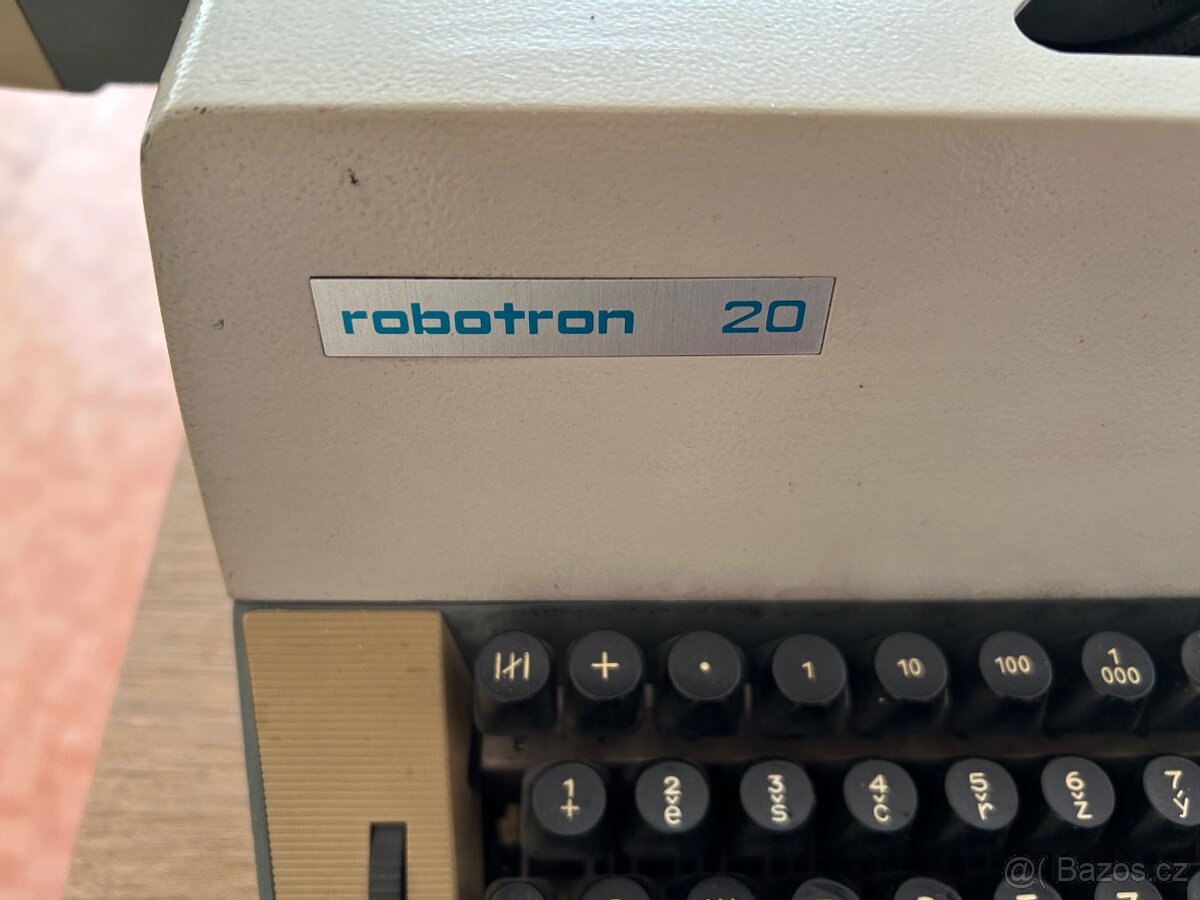 robotron 20
|/| + . 1 10 100 1 000
1 + 2 ě 3 š 4 č 5 ř 6 ž 7 ý
@( Bazos.cz